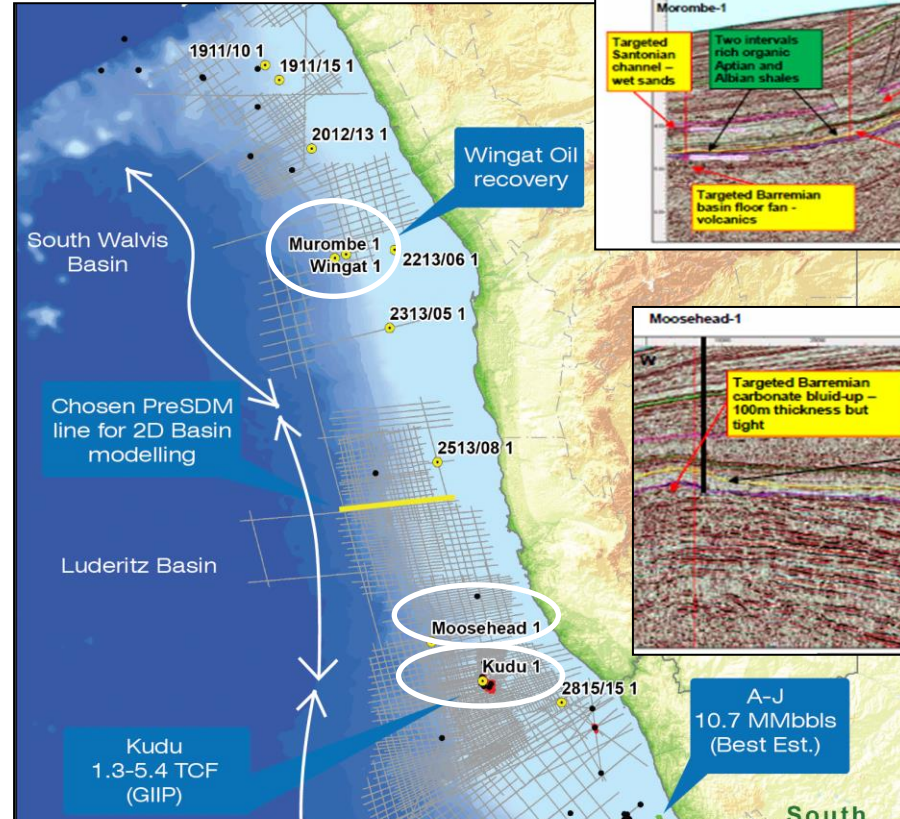 1911/10 1
1911/15 1
2012/13 1
Wingat Oil
recovery
South Walvis
Basin
Murombe 1
Wingat 1
2213/06 1
2313/05 1
Chosen PreSDM
line for 2D Basin
modelling
2513/08 1
Luderitz Basin
Moosehead 1
Kudu 1
2815/15 1
Kudu
1.3-5.4 TCF
(GIIP)
A-J
10.7 MMbbls
(Best Est.)
South
Morombe-1
Targeted
Santonian
channel –
wet sands
Two intervals
rich organic
Aptian and
Albian shales
Targeted Barremian
basin floor fan -
volcanics
Moosehead-1
W
Targeted Barremian
carbonate bluid-up –
100m thickness but
tight